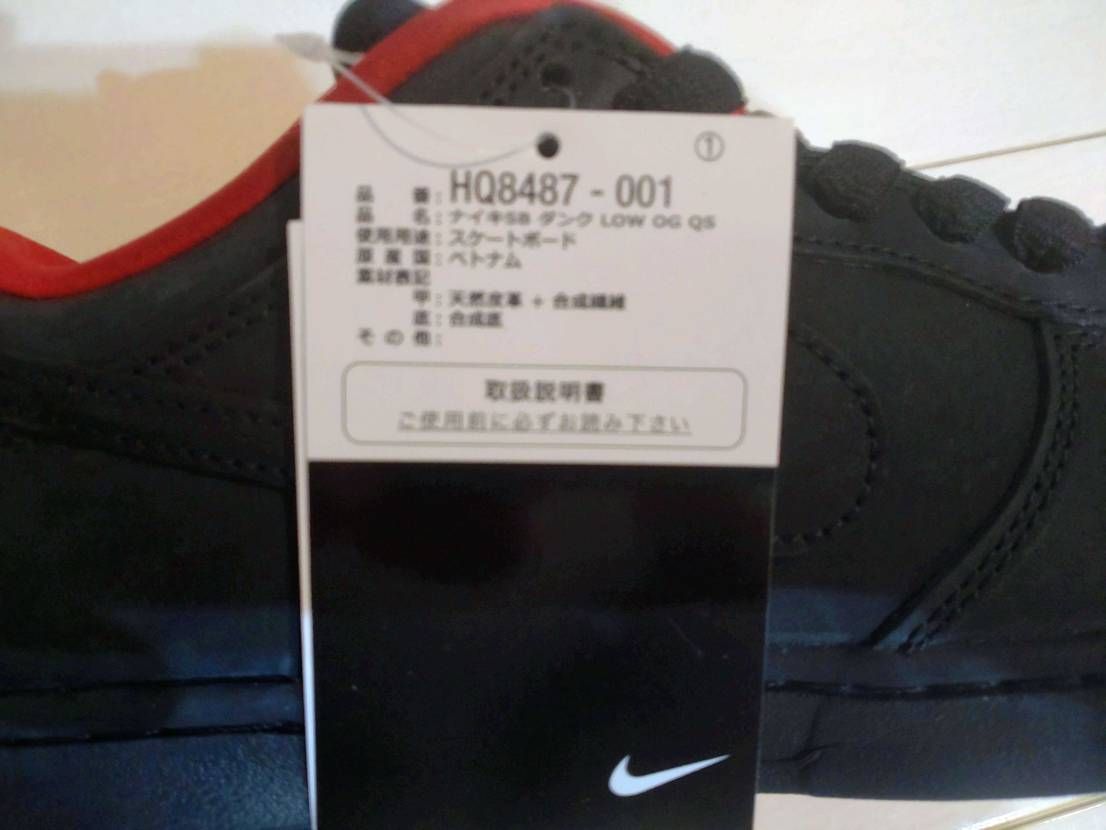 ①
品番：HQ8487-001
品名：ナイキSB ダンク LOW OG QS
使用用途：スケートボード
原産国：ベトナム
素材表記
甲：天然皮革 + 合成繊維
底：合成底
その他：
取扱説明書
ご使用前に必ずお読み下さい